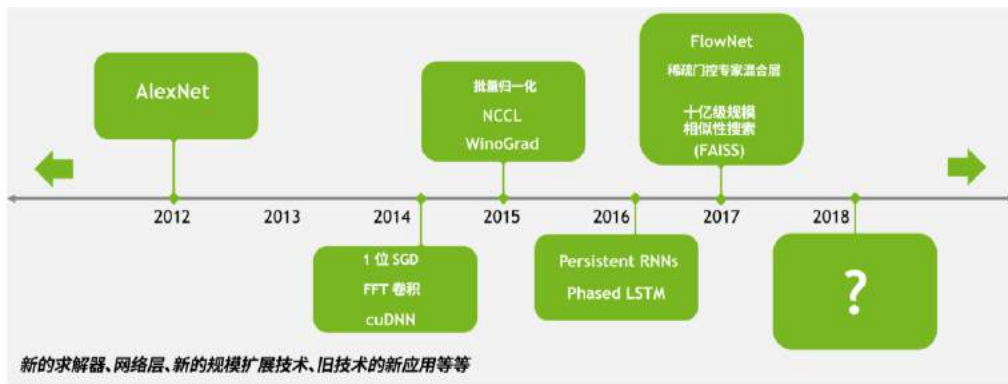 AlexNet
批量归一化
NCCL
WinoGrad
FlowNet
稀疏门控专家混合层
十亿级规模
相似性搜索
(FAISS)
2012
2013
2014
2015
2016
2017
2018
1 位 SGD
FFT 卷积
cuDNN
Persistent RNNs
Phased LSTM
?
新的求解器、网络层、新的规模扩展技术、旧技术的新应用等等